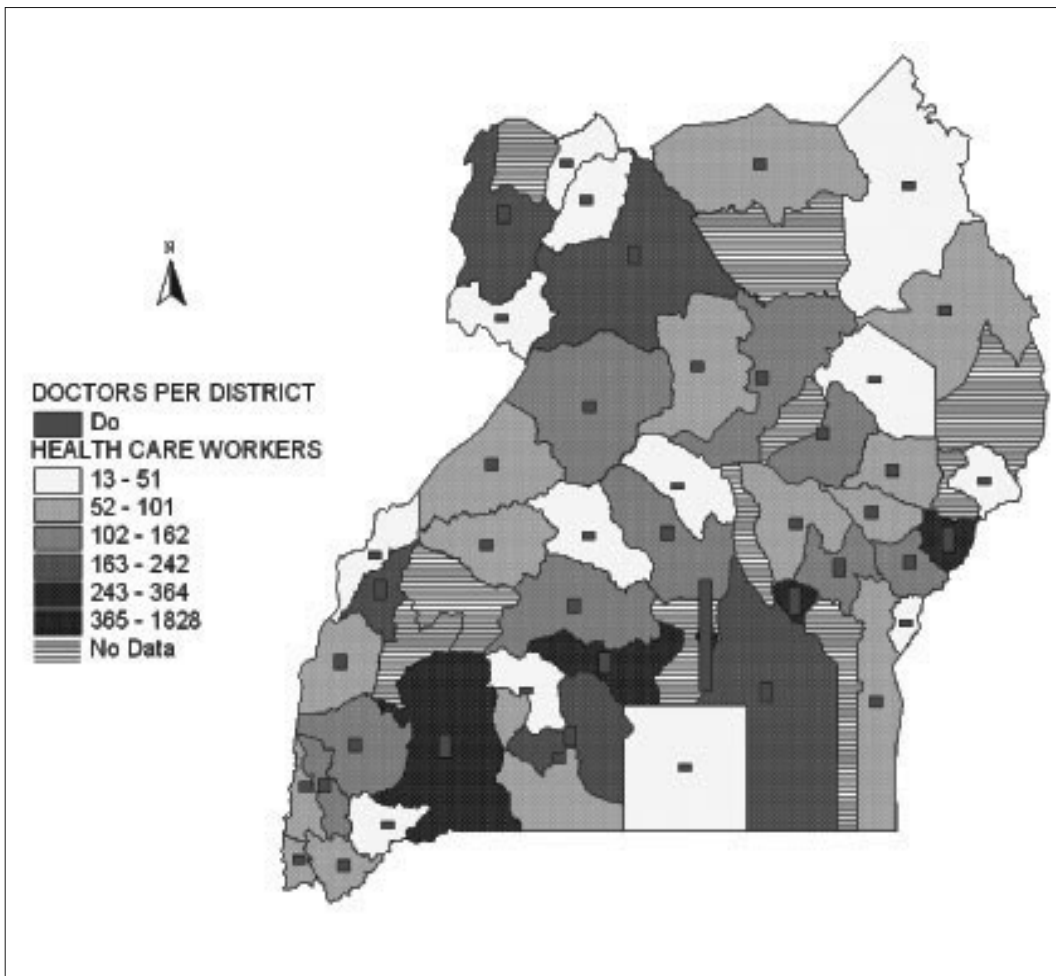 N
DOCTORS PER DISTRICT
Do
HEALTH CARE WORKERS
13 - 51
52 - 101
102 - 162
163 - 242
243 - 364
365 - 1828
No Data